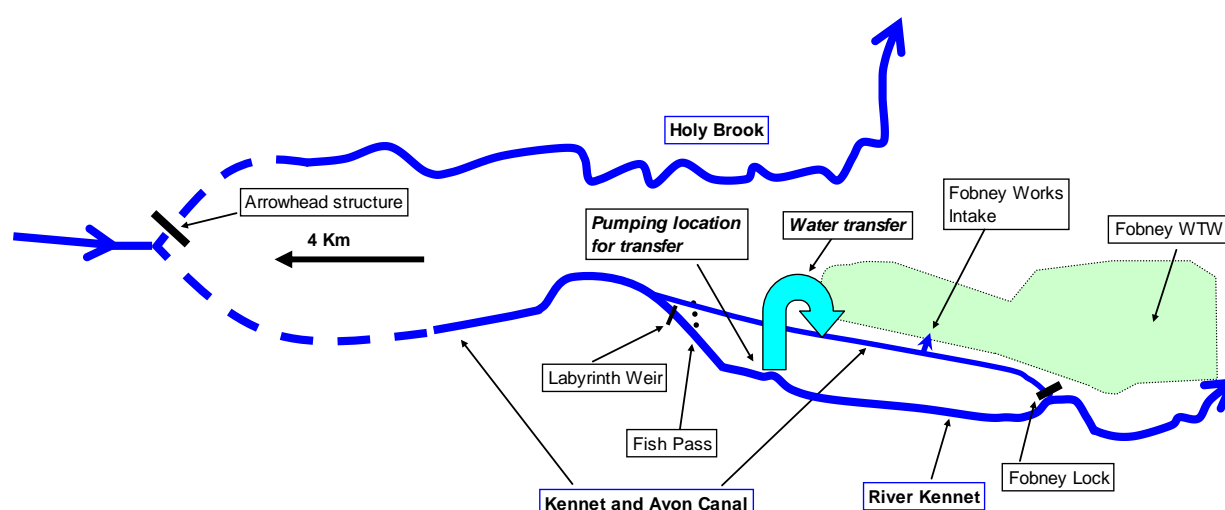 Holy Brook
Arrowhead structure
4 Km
Pumping location
for transfer
Water transfer
Fobney Works
Intake
Fobney WTW
Labyrinth Weir
Fish Pass
Kennet and Avon Canal
River Kennet
Fobney Lock